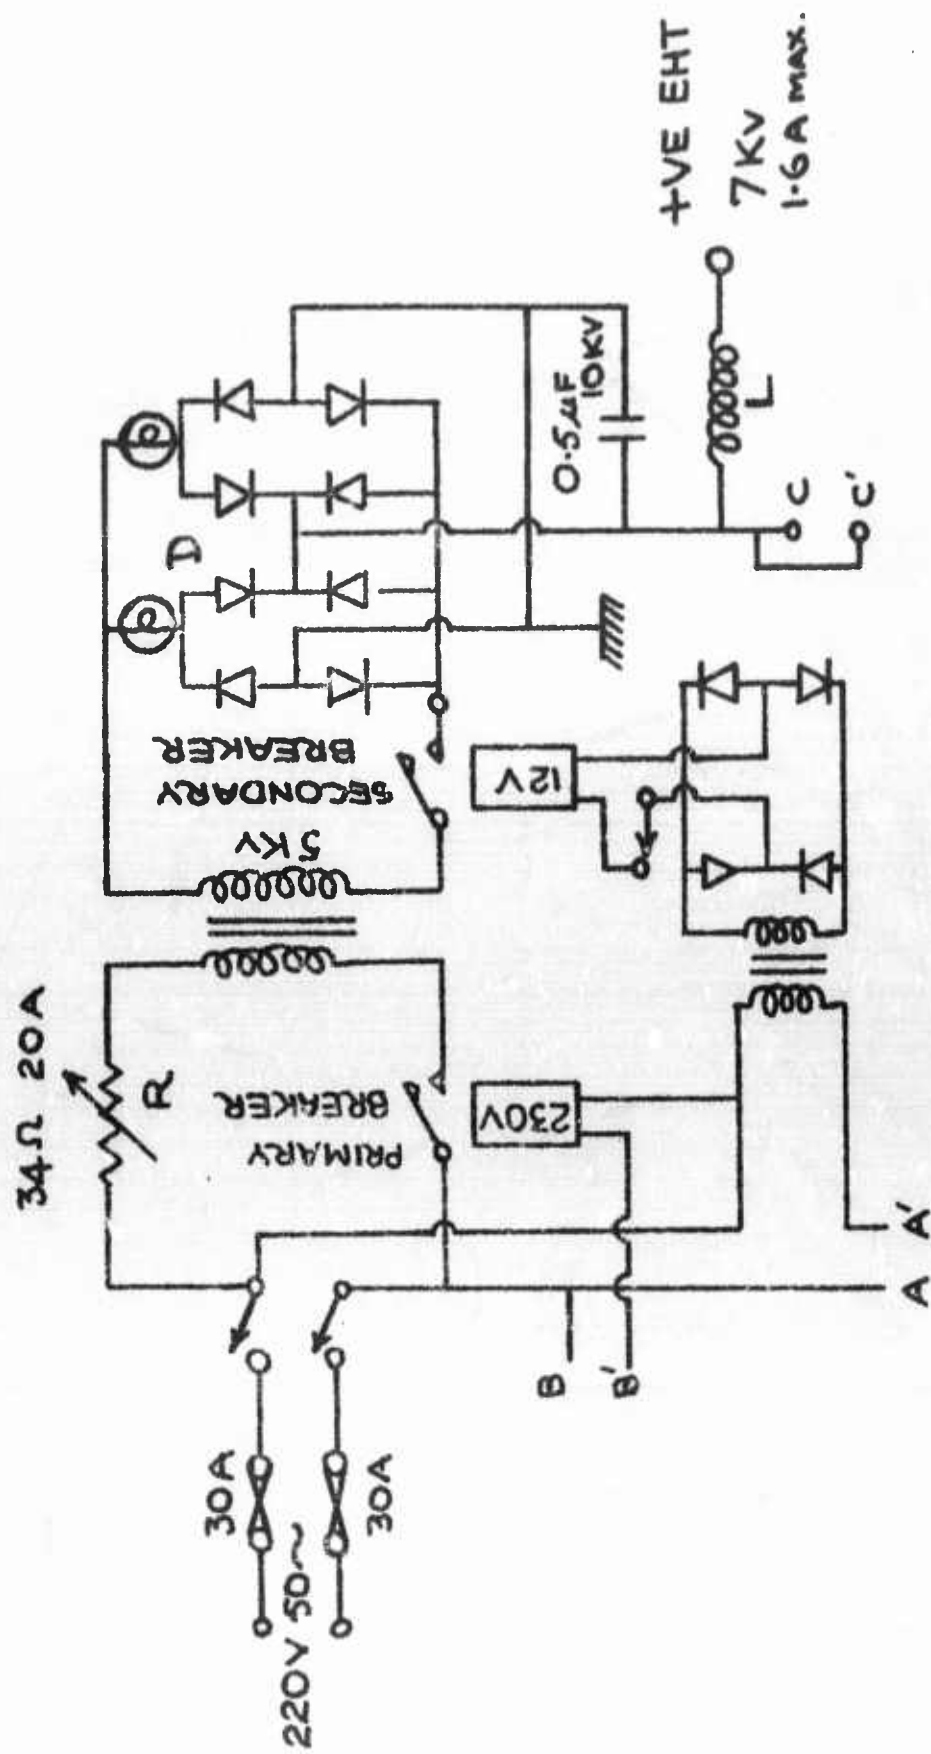 34Ω 20A
R
30A
220V 50~
30A
PRIMARY
BREAKER
230V
B
B'
A
A'
5KV
SECONDARY
BREAKER
12V
D
0.5μF
10KV
L
C
C'
+VE EHT
7Kv
1.6A max.